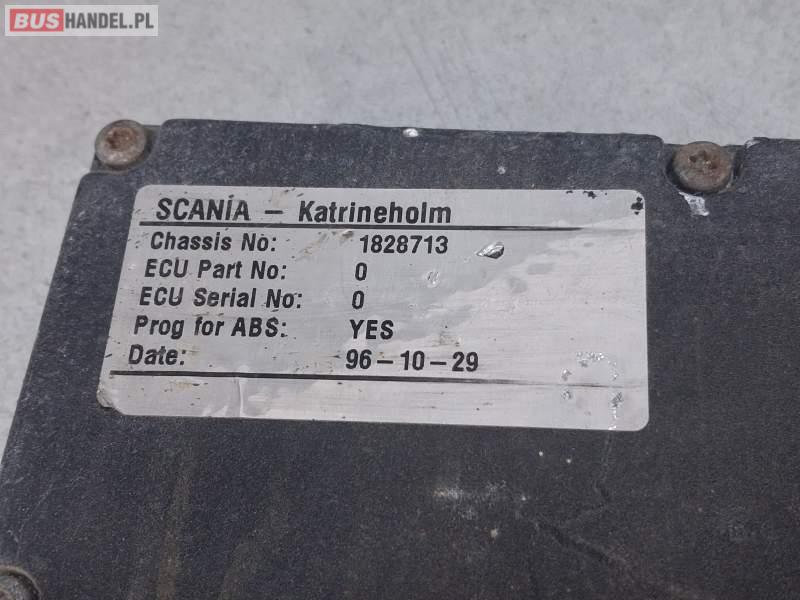 BUSHANDEL.PL
SCANIA – Katrineholm
Chassis No: 1828713
ECU Part No: 0
ECU Serial No: 0
Prog for ABS: YES
Date: 96–10–29